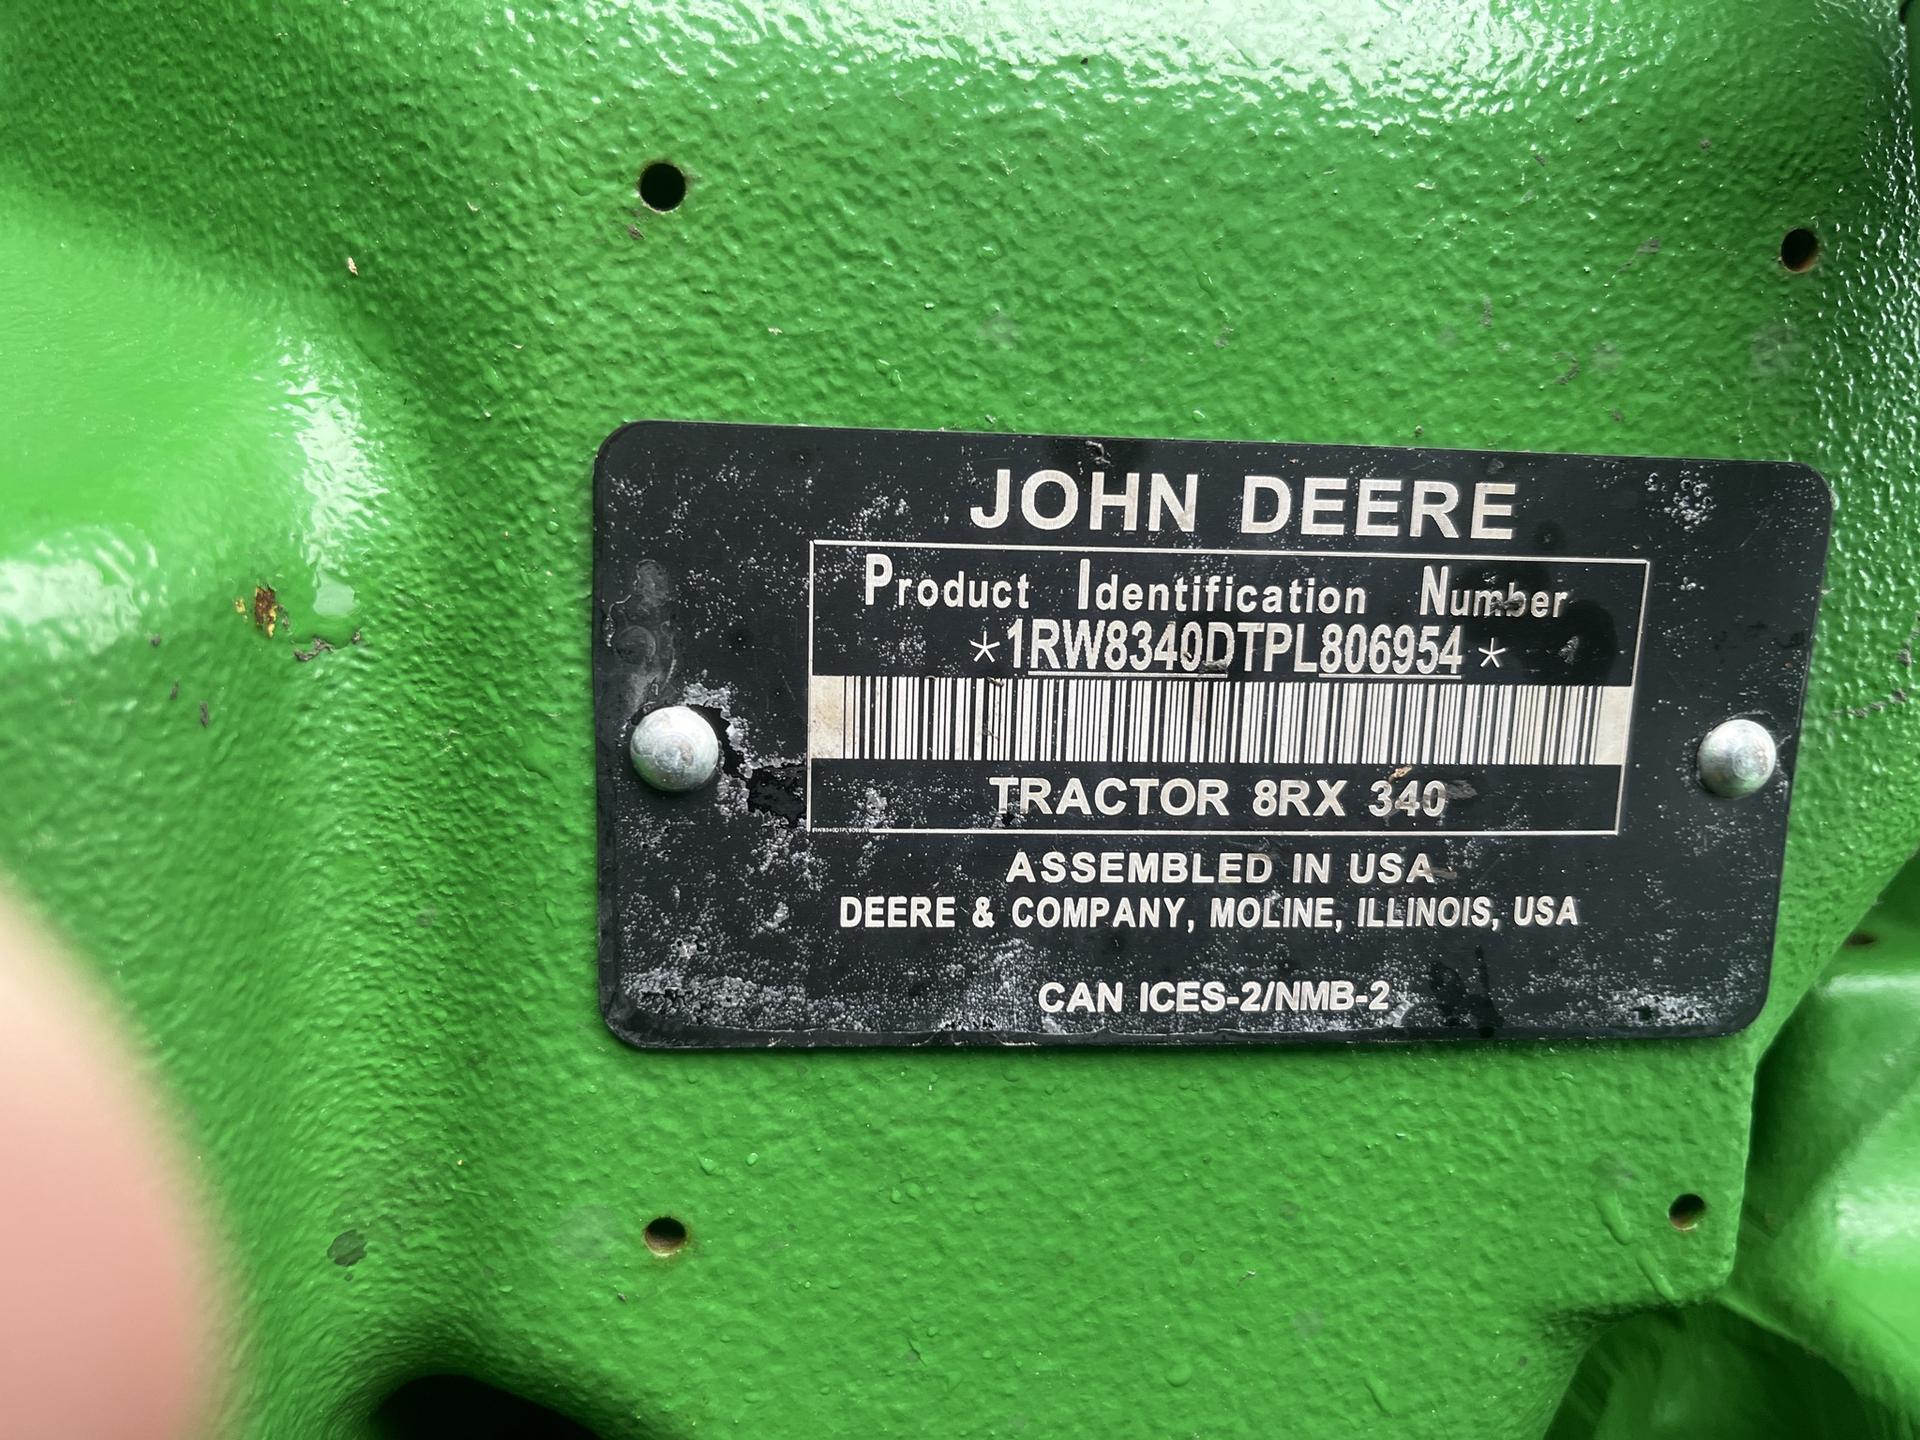 JOHN DEERE
Product Identification Number
*1RW8340DTPL806954*
TRACTOR 8RX 340
ASSEMBLED IN USA
DEERE & COMPANY, MOLINE, ILLINOIS, USA
CAN ICES-2/NMB-2